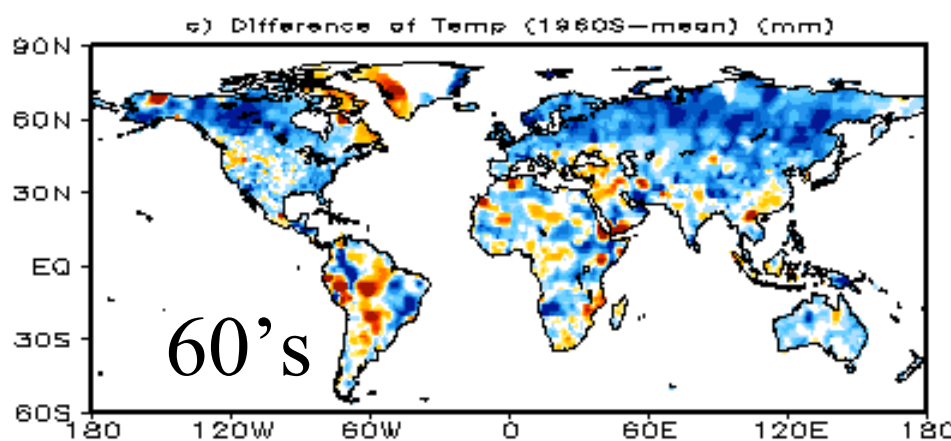 c) Difference of Temp (1960S—mean) (mm)
90N
60N
30N
EQ
30S
60S
60's
180 120W 60W 0 60E 120E 180